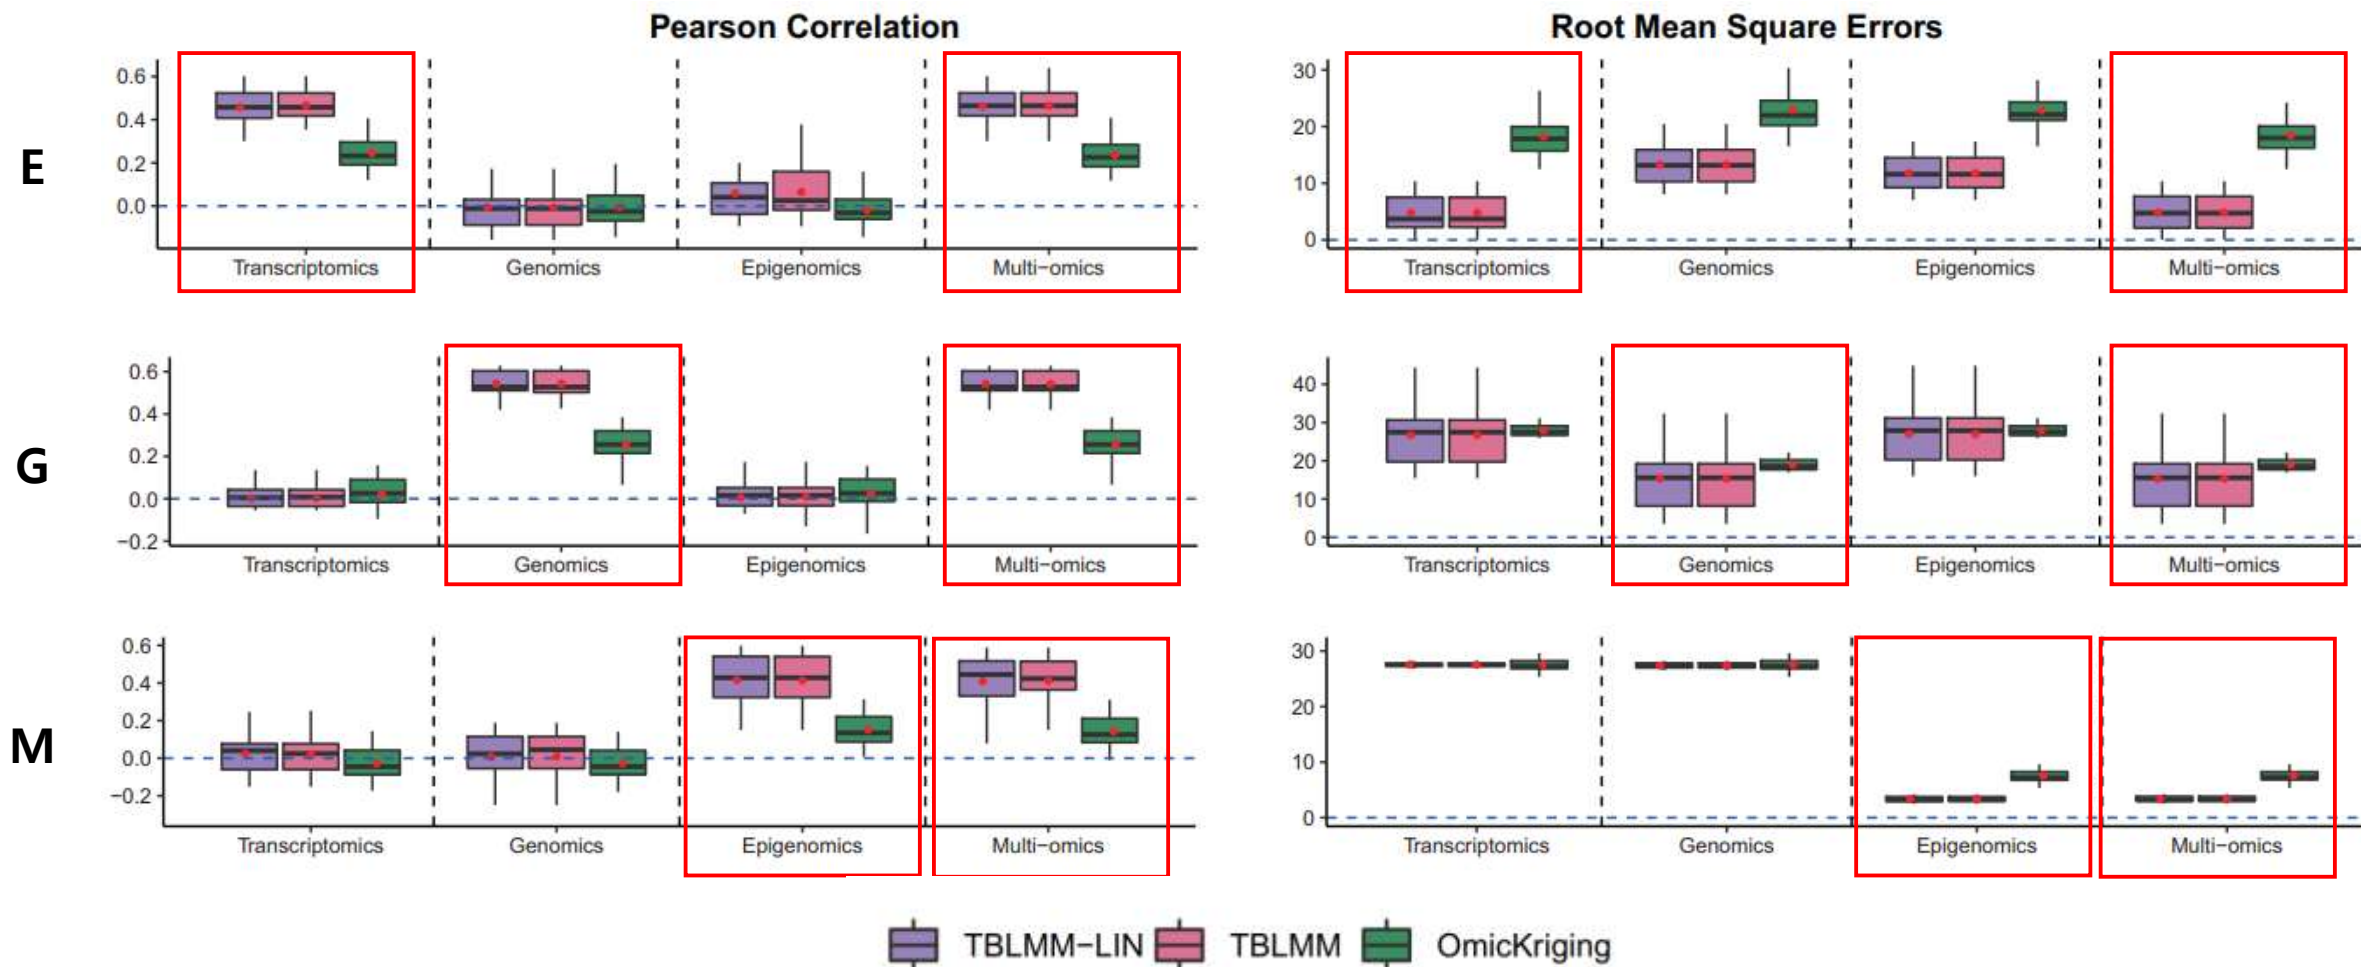 Pearson Correlation
Root Mean Square Errors
E
0.6
0.4
0.2
0.0
Transcriptomics Genomics Epigenomics Multi−omics
30
20
10
0
Transcriptomics Genomics Epigenomics Multi−omics
G
0.6
0.4
0.2
0.0
−0.2
Transcriptomics Genomics Epigenomics Multi−omics
40
30
20
10
0
Transcriptomics Genomics Epigenomics Multi−omics
M
0.6
0.4
0.2
0.0
−0.2
Transcriptomics Genomics Epigenomics Multi−omics
30
20
10
0
Transcriptomics Genomics Epigenomics Multi−omics
TBLMM−LIN TBLMM OmicKriging